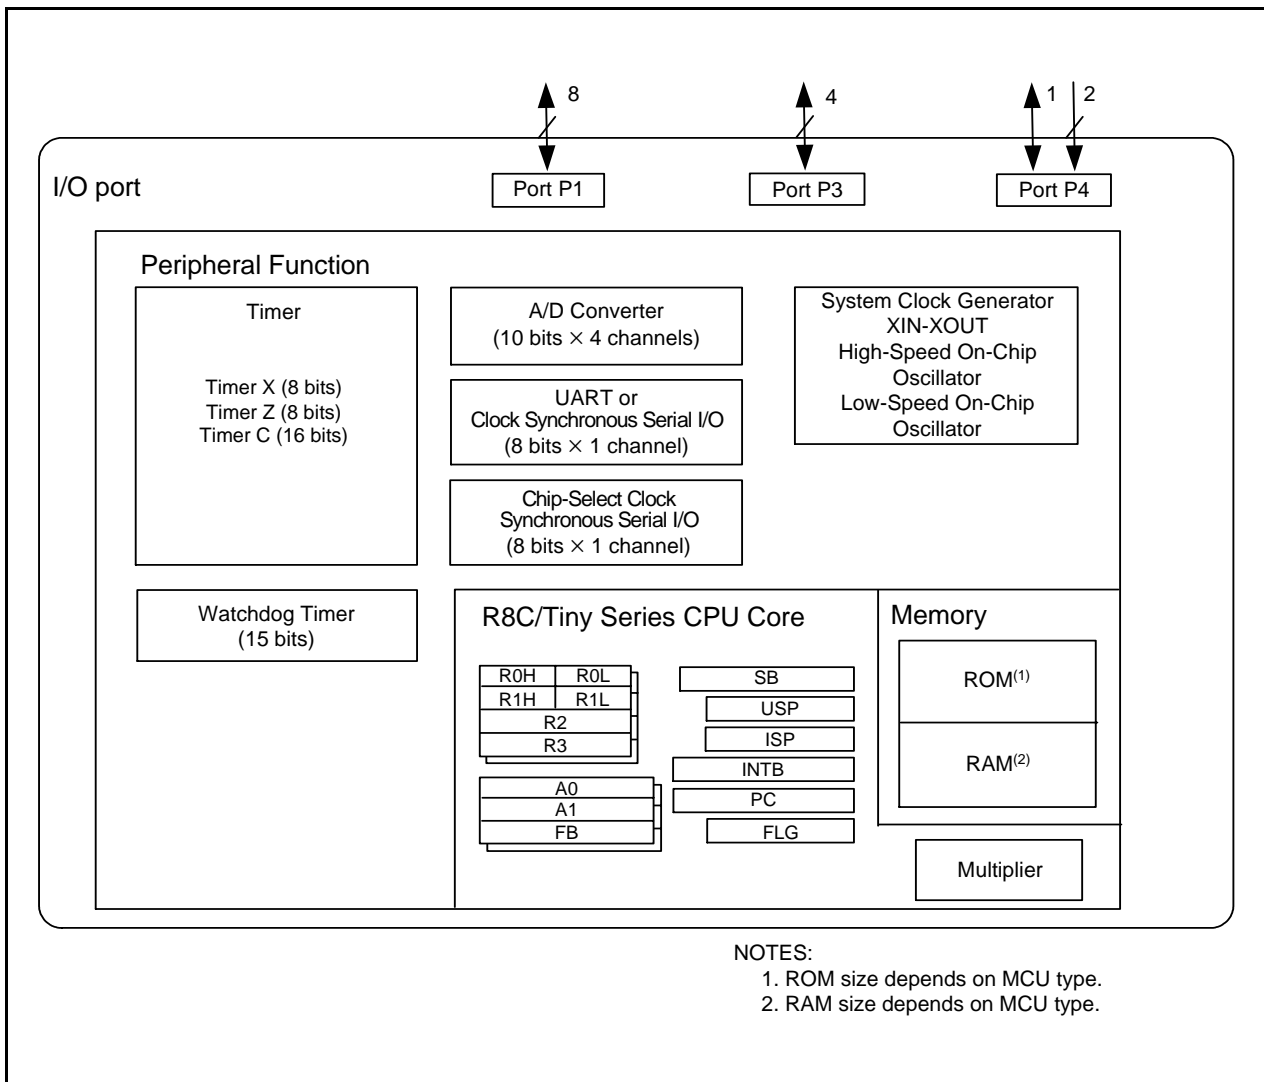 8
4
1
2
I/O port
Port P1
Port P3
Port P4
Peripheral Function
Timer
Timer X (8 bits)
Timer Z (8 bits)
Timer C (16 bits)
A/D Converter
(10 bits × 4 channels)
UART or
Clock Synchronous Serial I/O
(8 bits × 1 channel)
Chip-Select Clock
Synchronous Serial I/O
(8 bits × 1 channel)
System Clock Generator
XIN-XOUT
High-Speed On-Chip
Oscillator
Low-Speed On-Chip
Oscillator
Watchdog Timer
(15 bits)
R8C/Tiny Series CPU Core
R0H
R0L
R1H
R1L
R2
R3
A0
A1
FB
SB
USP
ISP
INTB
PC
FLG
Memory
ROM(1)
RAM(2)
Multiplier
NOTES:
1. ROM size depends on MCU type.
2. RAM size depends on MCU type.